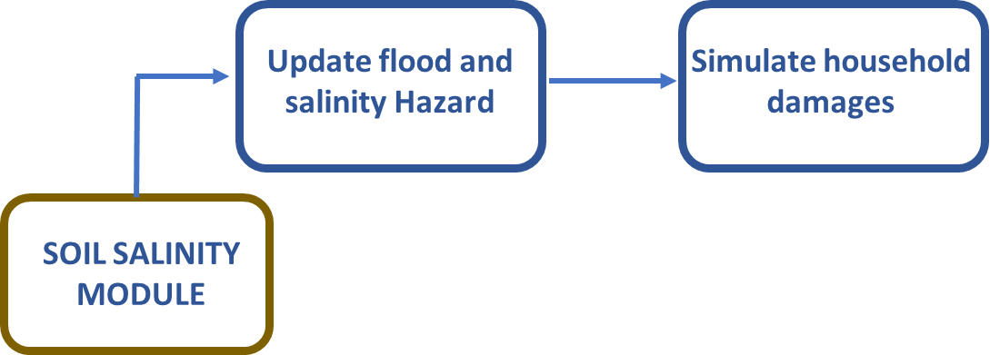 Update flood and
salinity Hazard
Simulate household
damages
SOIL SALINITY
MODULE